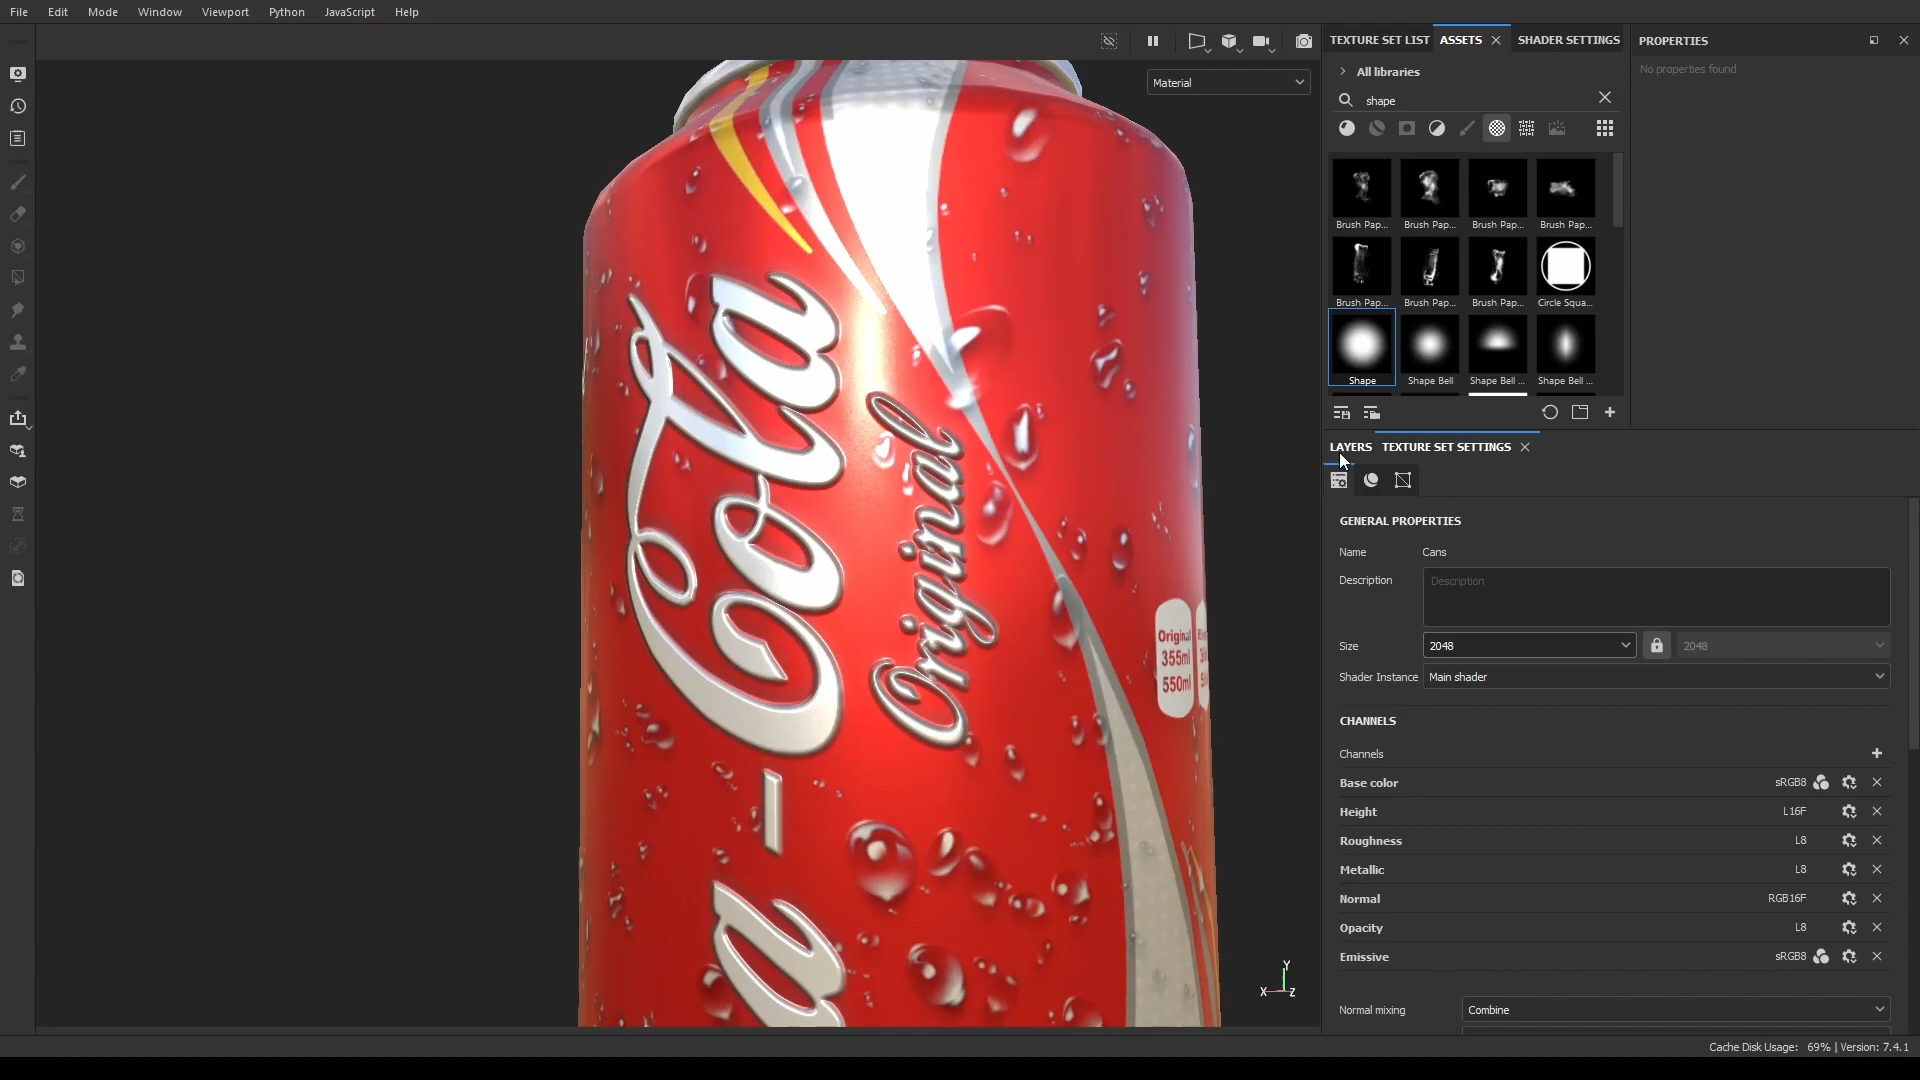 File Edit Mode Window Viewport Python JavaScript Help
TEXTURE SET LIST ASSETS SHADER SETTINGS
PROPERTIES
No properties found
All libraries
shape
Material
Brush Pap... Brush Pap... Brush Pap... Brush Pap...
Brush Pap... Brush Pap... Brush Pap... Circle Squa...
Shape Shape Bell Shape Bell ... Shape Bell ...
LAYERS TEXTURE SET SETTINGS
GENERAL PROPERTIES
Name Cans
Description Description
Size 2048 2048
Shader Instance Main shader
CHANNELS
Channels
Base color sRGB8
Height L16F
Roughness L8
Metallic L8
Normal RGB16F
Opacity L8
Emissive sRGB8
Normal mixing Combine
Cola
Original
a -
Original
355ml
550ml
Y
X Z
Cache Disk Usage: 69% | Version: 7.4.1